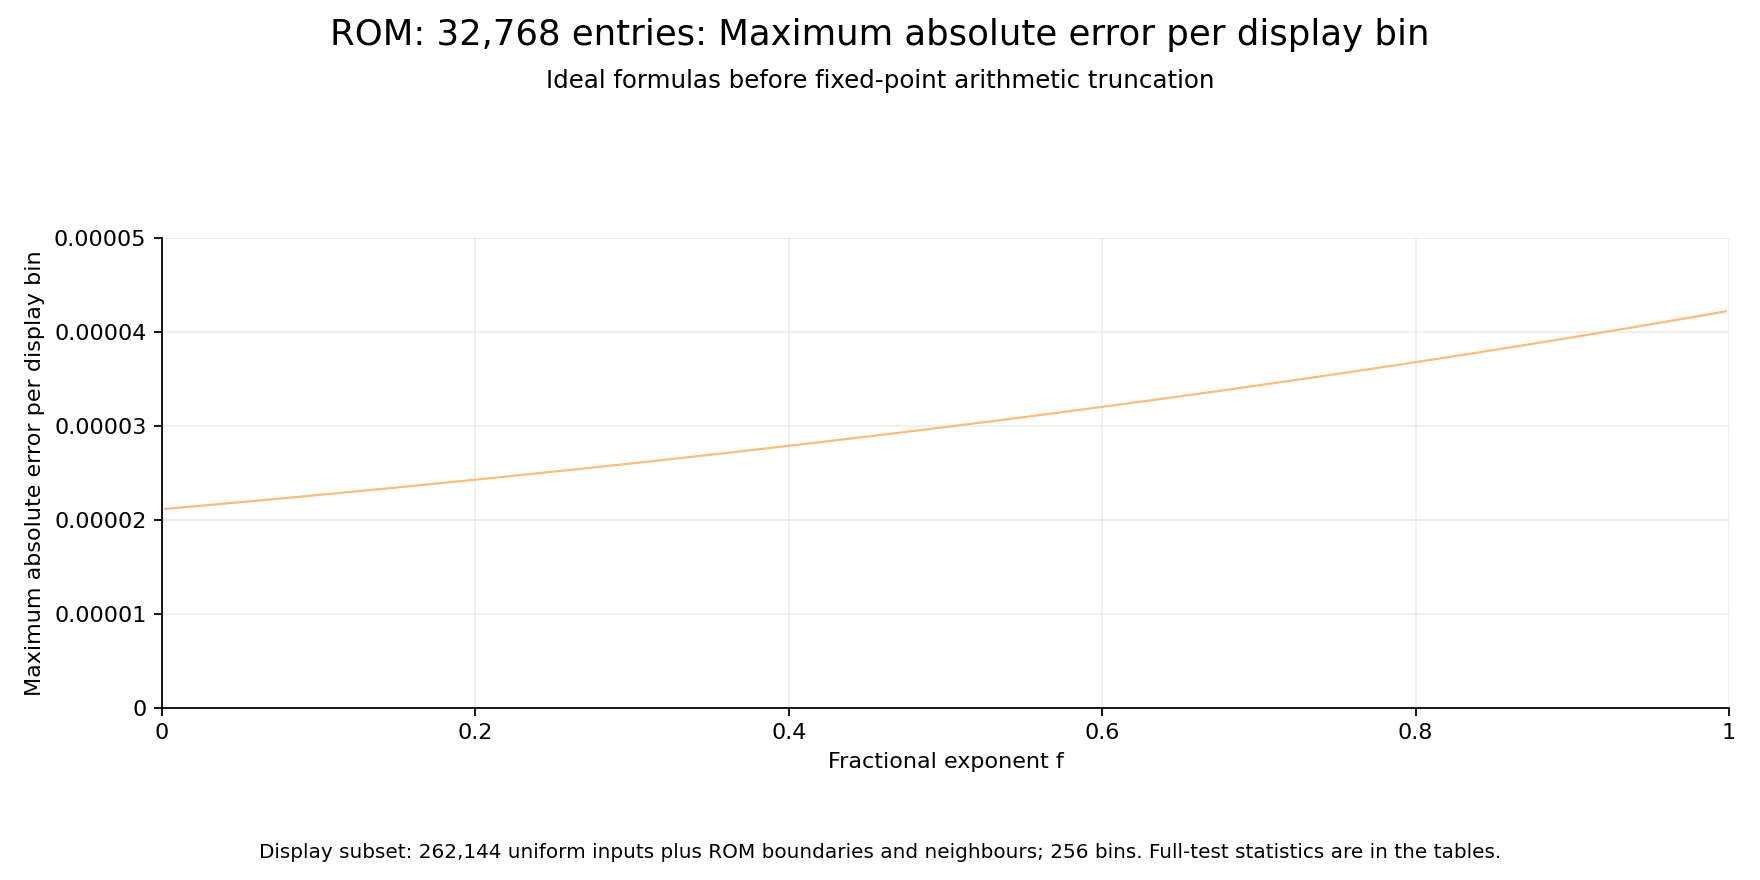 ROM: 32,768 entries: Maximum absolute error per display bin
Ideal formulas before fixed-point arithmetic truncation
Maximum absolute error per display bin
0.00005
0.00004
0.00003
0.00002
0.00001
0
0 0.2 0.4 0.6 0.8 1
Fractional exponent f
Display subset: 262,144 uniform inputs plus ROM boundaries and neighbours; 256 bins. Full-test statistics are in the tables.